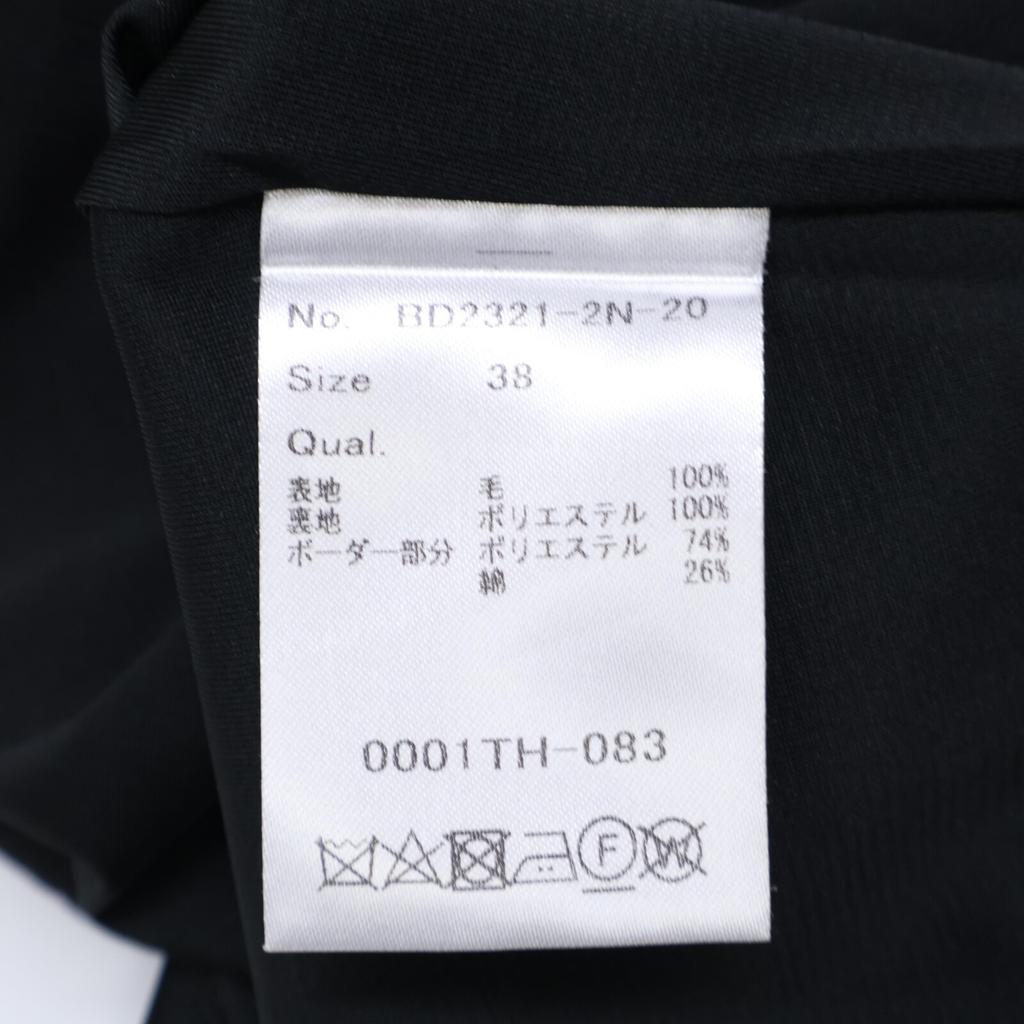 No. BD2321-2N-20
Size 38
Qual.
表地 毛 100%
裏地 ポリエステル 100%
ボーダー部分 ポリエステル 74%
綿 26%
0001TH-083
F W